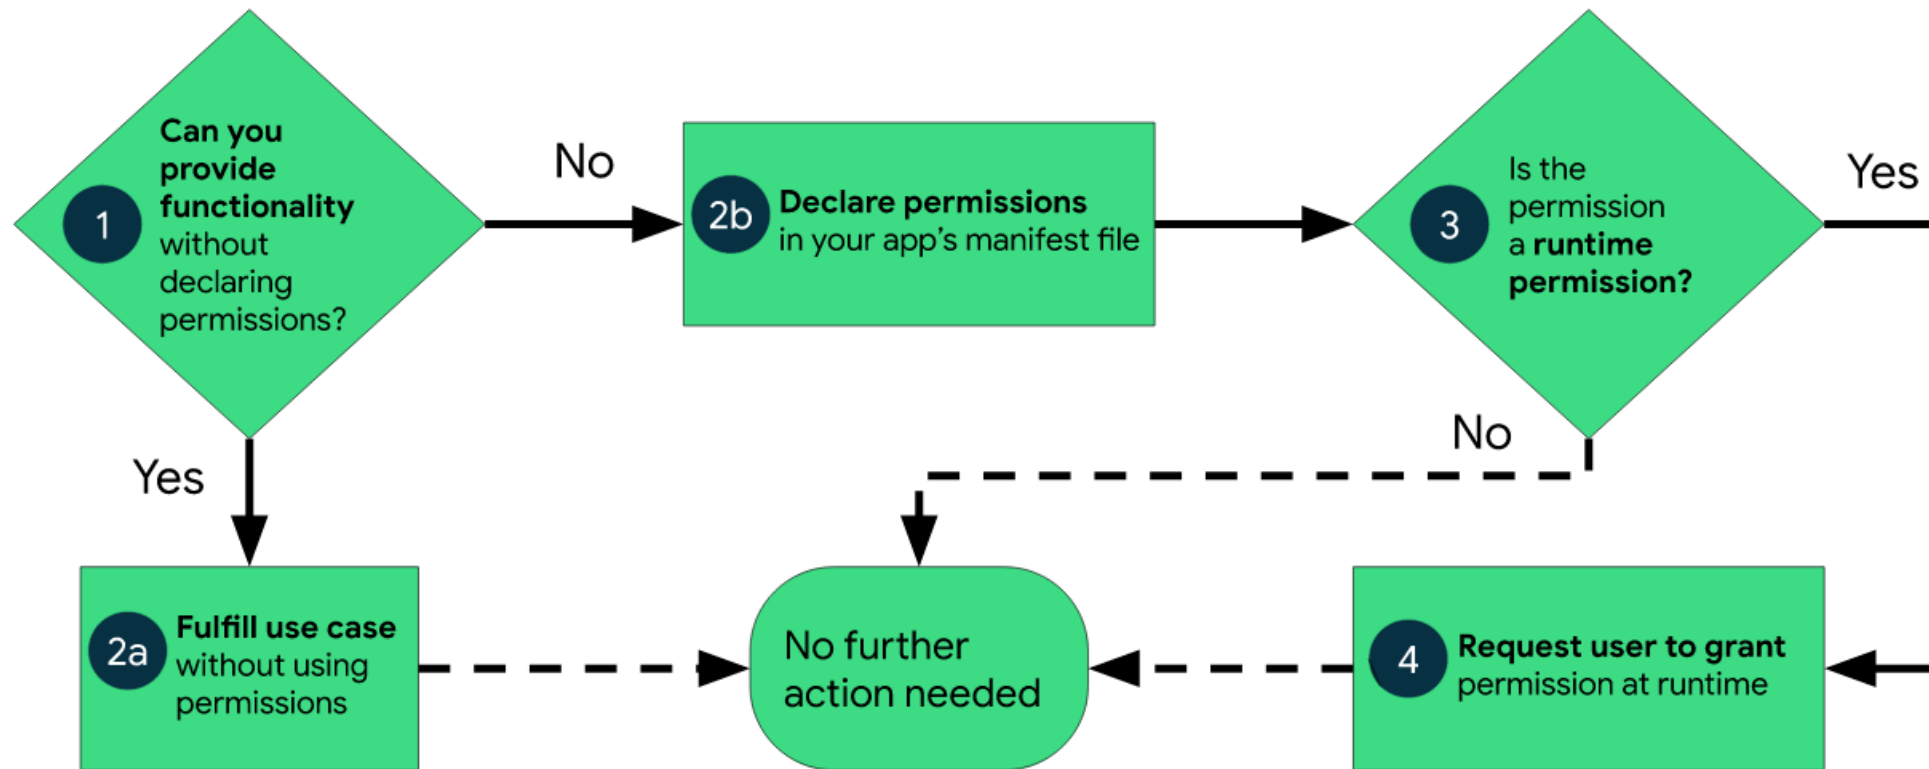 1
Can you
provide
functionality
without
declaring
permissions?
No
2b
Declare permissions
in your app's manifest file
3
Is the
permission
a runtime
permission?
Yes
No
Yes
2a
Fulfill use case
without using
permissions
No further
action needed
4
Request user to grant
permission at runtime